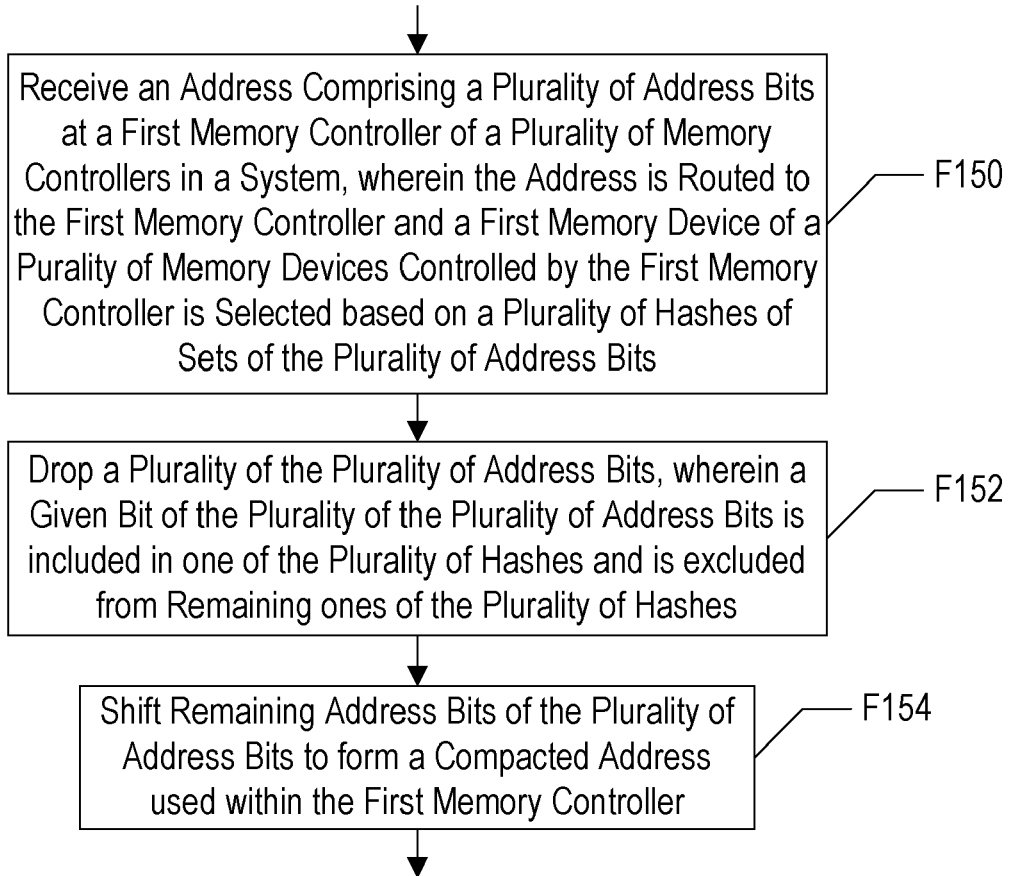 Receive an Address Comprising a Plurality of Address Bits
at a First Memory Controller of a Plurality of Memory
Controllers in a System, wherein the Address is Routed to
the First Memory Controller and a First Memory Device of a
Purality of Memory Devices Controlled by the First Memory
Controller is Selected based on a Plurality of Hashes of
Sets of the Plurality of Address Bits
F150
Drop a Plurality of the Plurality of Address Bits, wherein a
Given Bit of the Plurality of the Plurality of Address Bits is
included in one of the Plurality of Hashes and is excluded
from Remaining ones of the Plurality of Hashes
F152
Shift Remaining Address Bits of the Plurality of
Address Bits to form a Compacted Address
used within the First Memory Controller
F154